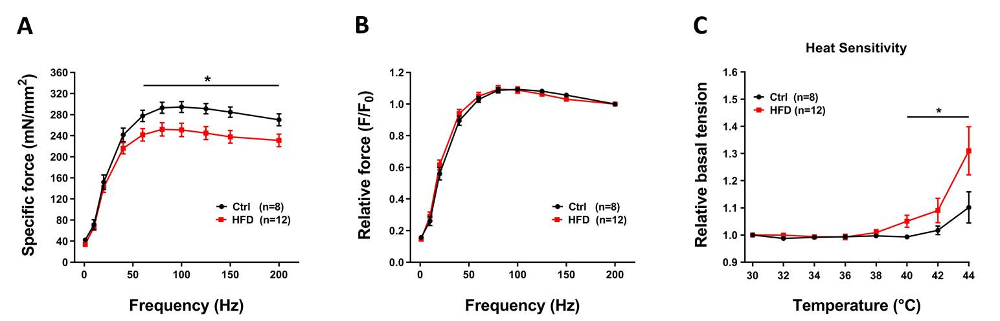 A
Specific force (mN/mm2)
360
320
280
240
200
160
120
80
40
0
*
Ctrl (n=8)
HFD (n=12)
0 50 100 150 200
Frequency (Hz)
B
Relative force (F/F0)
1.2
1.0
0.8
0.6
0.4
0.2
0.0
Ctrl (n=8)
HFD (n=12)
0 50 100 150 200
Frequency (Hz)
C
Heat Sensitivity
Relative basal tension
1.6
1.5
1.4
1.3
1.2
1.1
1.0
0.9
Ctrl (n=8)
HFD (n=12)
*
30 32 34 36 38 40 42 44
Temperature (°C)